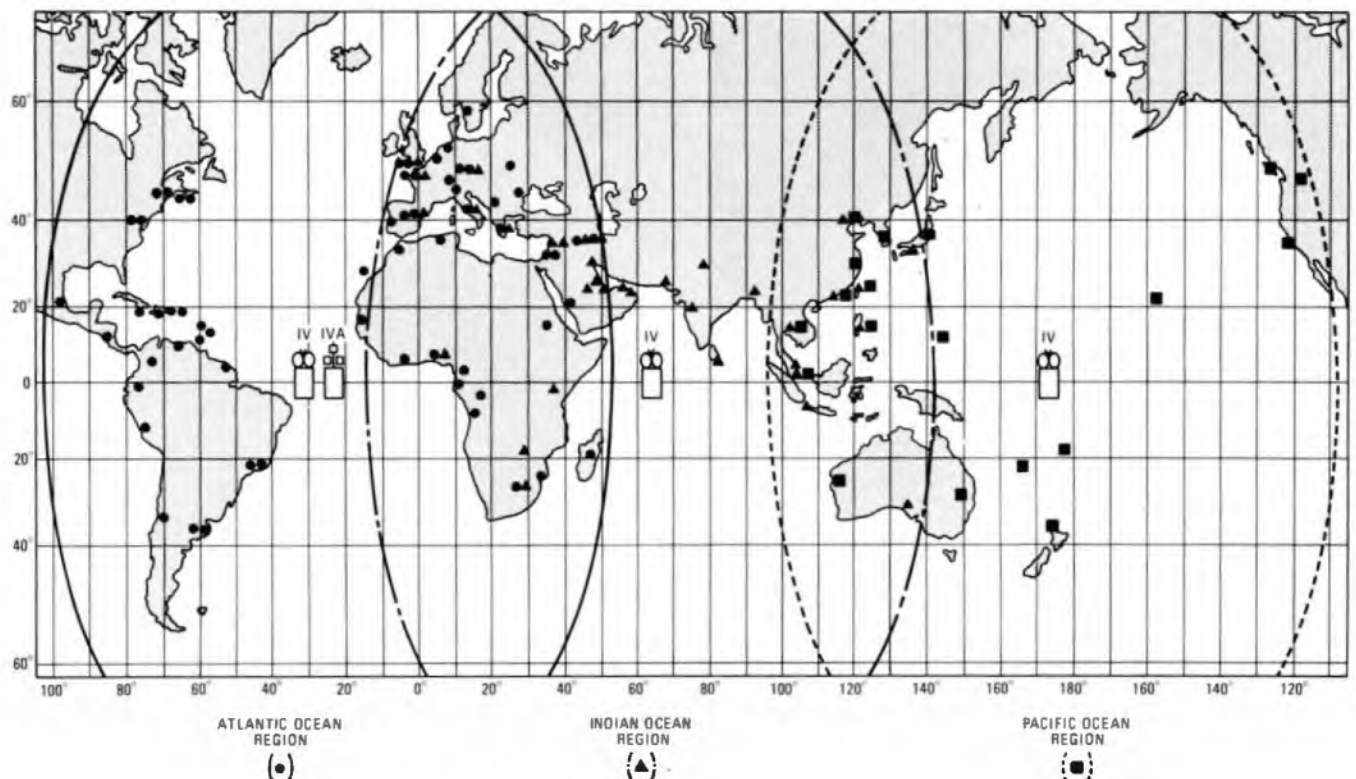 60°
40°
IV IVA IV IV
20°
0
20°
40°
60°
100° 80° 60° 40° 20° 0° 20° 40° 60° 80° 100° 120° 140° 160° 180° 160° 140° 120°
ATLANTIC OCEAN
REGION
INDIAN OCEAN
REGION
PACIFIC OCEAN
REGION